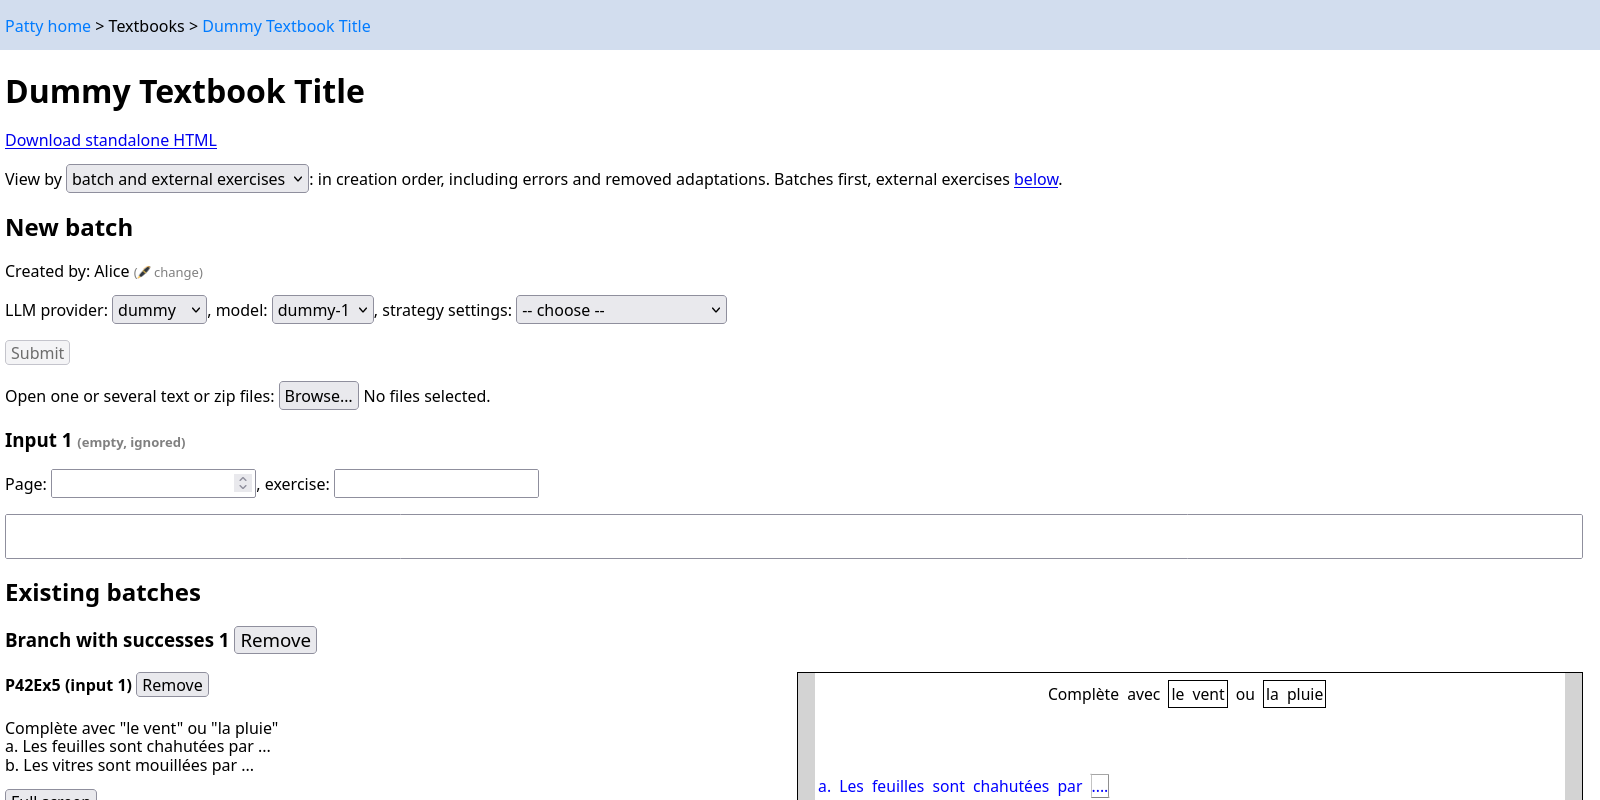 Patty home > Textbooks > Dummy Textbook Title
Dummy Textbook Title
Download standalone HTML
View by batch and external exercises : in creation order, including errors and removed adaptations. Batches first, external exercises below.
New batch
Created by: Alice (🖋 change)
LLM provider: dummy , model: dummy-1 , strategy settings: -- choose --
Submit
Open one or several text or zip files: Browse... No files selected.
Input 1 (empty, ignored)
Page: , exercise:
Existing batches
Branch with successes 1 Remove
P42Ex5 (input 1) Remove
Complète avec "le vent" ou "la pluie"
a. Les feuilles sont chahutées par ...
b. Les vitres sont mouillées par ...
Full screen
Complète avec le vent ou la pluie
a. Les feuilles sont chahutées par ....